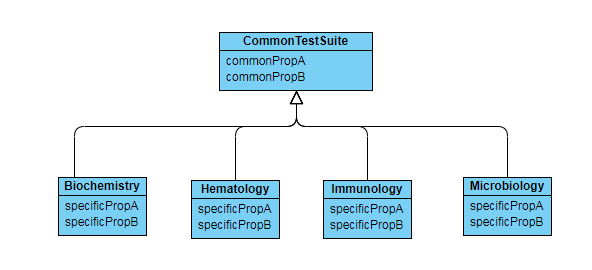 CommonTestSuite
commonPropA
commonPropB
Biochemistry
specificPropA
specificPropB
Hematology
specificPropA
specificPropB
Immunology
specificPropA
specificPropB
Microbiology
specificPropA
specificPropB